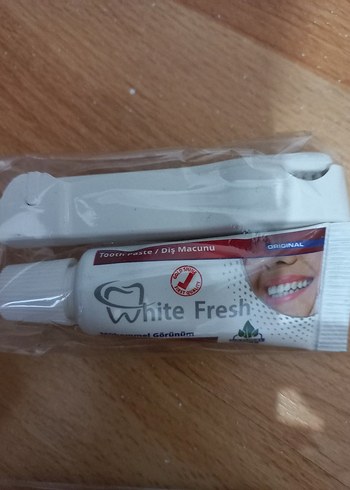 Tooth Paste / Diş Macunu
ORIGINAL
White Fresh
Görünüm